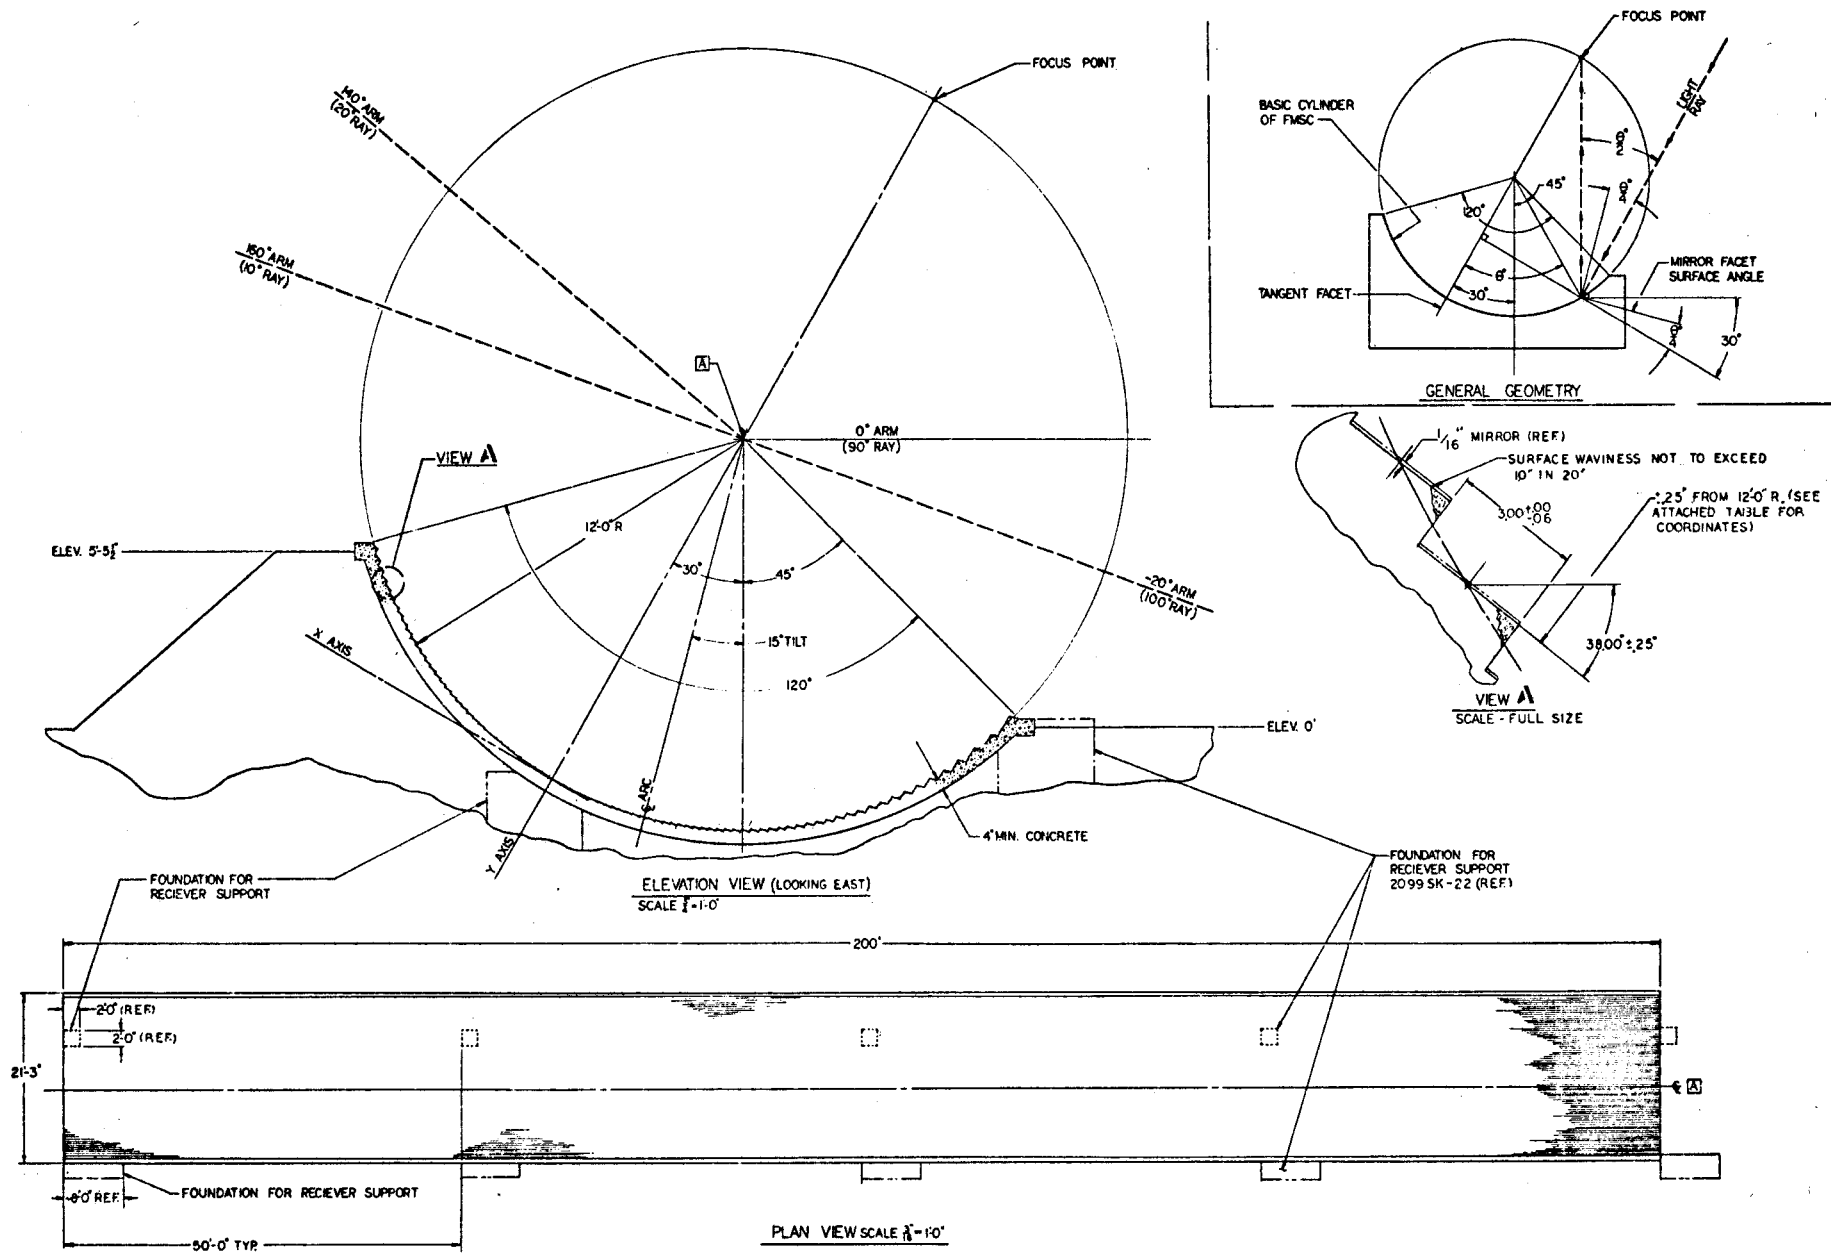 FOCUS POINT
140° ARM
(20° RAY)
160° ARM
(10° RAY)
A
0° ARM
(90° RAY)
VIEW A
12'-0" R
ELEV. 5'-5½"
30°
45°
15° TILT
120°
-20° ARM
(100° RAY)
X AXIS
Y AXIS
℄ ARC
ELEV. 0'
4" MIN. CONCRETE
FOUNDATION FOR
RECIEVER SUPPORT
ELEVATION VIEW (LOOKING EAST)
FOUNDATION FOR
RECIEVER SUPPORT
2099 SK-22 (REF.)
FOCUS POINT
BASIC CYLINDER
OF FMSC
LIGHT
RAY
45°
120°
θ°
30°
TANGENT FACET
MIRROR FACET
SURFACE ANGLE
30°
GENERAL GEOMETRY
1/16" MIRROR (REF.)
SURFACE WAVINESS NOT TO EXCEED
10" IN 20"
±.25" FROM 12'-0" R. (SEE
ATTACHED TABLE FOR
COORDINATES)
3.00 +.00
-.06
38.00° ± .25°
VIEW A
SCALE - FULL SIZE
200'
2'-0" (REF.)
2'-0" (REF.)
21'-3"
℄ A
FOUNDATION FOR RECIEVER SUPPORT
50'-0" TYP.
PLAN VIEW